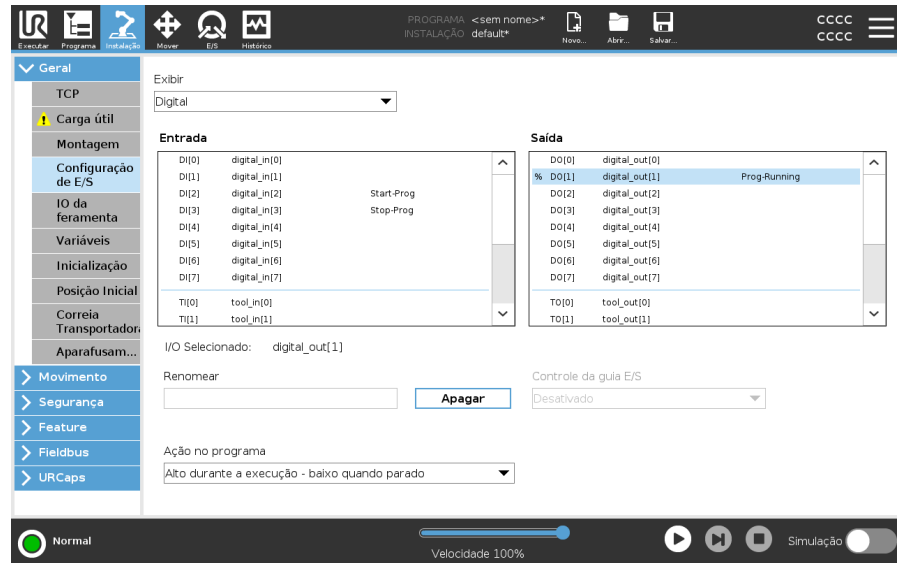 UR
PROGRAMA <sem nome>*
INSTALAÇÃO default*
cccc
cccc
Executar Programa Instalação Mover E/S Histórico Novo... Abrir... Salvar...
Geral
TCP
Carga útil
Montagem
Configuração
de E/S
IO da
ferramenta
Variáveis
Inicialização
Posição Inicial
Correia
Transportadora
Aparafusam...
Movimento
Segurança
Feature
Fieldbus
URCaps
Exibir
Digital
Entrada
DI[0] digital_in[0]
DI[1] digital_in[1]
DI[2] digital_in[2] Start-Prog
DI[3] digital_in[3] Stop-Prog
DI[4] digital_in[4]
DI[5] digital_in[5]
DI[6] digital_in[6]
DI[7] digital_in[7]
TI[0] tool_in[0]
TI[1] tool_in[1]
Saída
DO[0] digital_out[0]
% DO[1] digital_out[1] Prog-Running
DO[2] digital_out[2]
DO[3] digital_out[3]
DO[4] digital_out[4]
DO[5] digital_out[5]
DO[6] digital_out[6]
DO[7] digital_out[7]
TO[0] tool_out[0]
TO[1] tool_out[1]
I/O Selecionado: digital_out[1]
Renomear
Apagar
Controle da guia E/S
Desativado
Ação no programa
Alto durante a execução - baixo quando parado
Normal
Velocidade 100%
Simulação